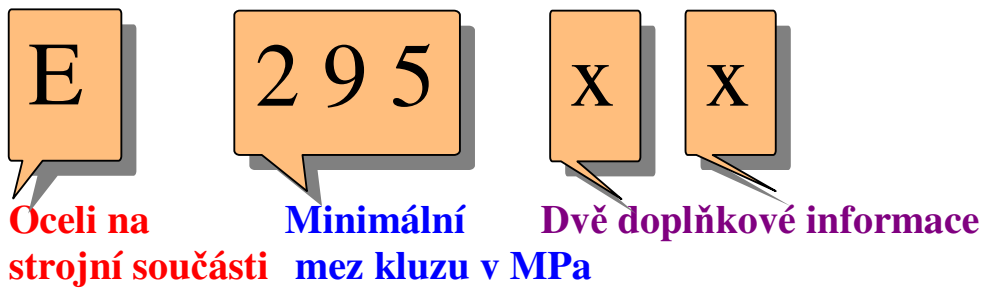 E 2 9 5 x x
Oceli na Minimální Dvě doplňkové informace
strojní součásti mez kluzu v MPa